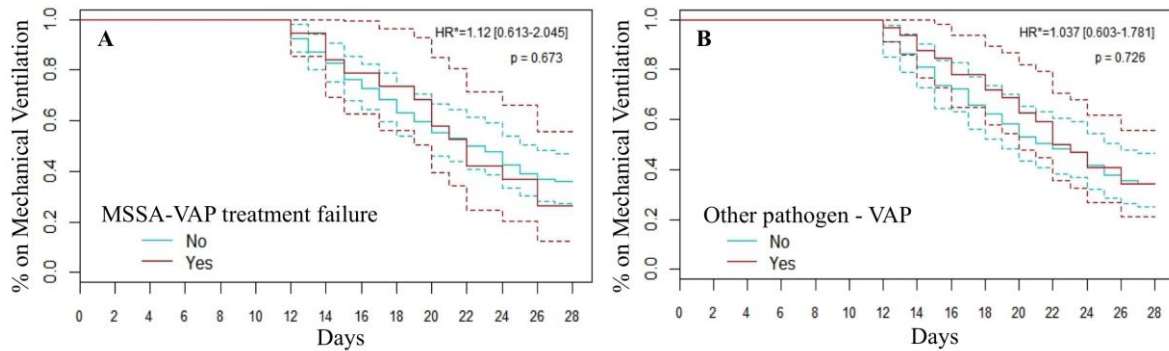 A
HR*=1.12 [0.613-2.045]
p = 0.673
% on Mechanical Ventilation
1.0
0.8
0.6
0.4
0.2
0.0
MSSA-VAP treatment failure
No
Yes
0 2 4 6 8 10 12 14 16 18 20 22 24 26 28
Days
B
HR*=1.037 [0.603-1.781]
p = 0.726
% on Mechanical Ventilation
1.0
0.8
0.6
0.4
0.2
0.0
Other pathogen - VAP
No
Yes
0 2 4 6 8 10 12 14 16 18 20 22 24 26 28
Days